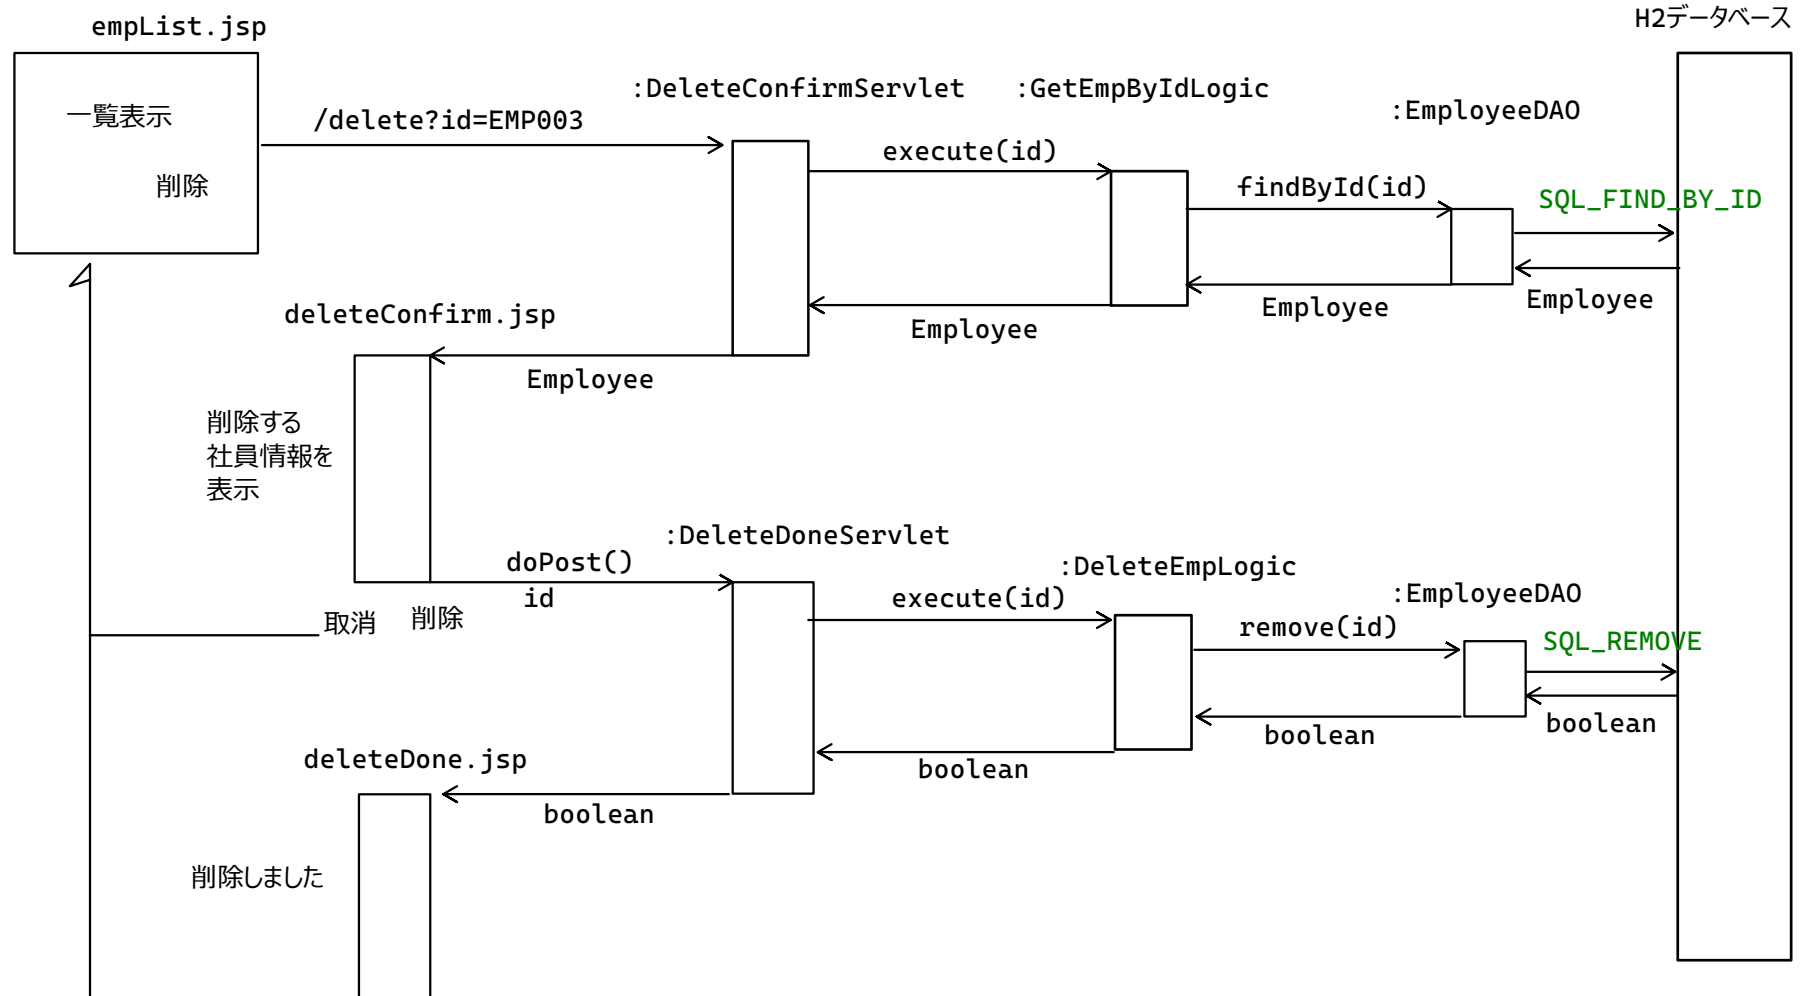 empList.jsp
H2データベース
:DeleteConfirmServlet
:GetEmpByIdLogic
:EmployeeDAO
一覧表示
/delete?id=EMP003
execute(id)
削除
findById(id)
SQL_FIND_BY_ID
Employee
Employee
Employee
deleteConfirm.jsp
Employee
削除する
社員情報を
表示
:DeleteDoneServlet
doPost()
id
:DeleteEmpLogic
:EmployeeDAO
execute(id)
取消
削除
remove(id)
SQL_REMOVE
boolean
boolean
boolean
deleteDone.jsp
boolean
削除しました